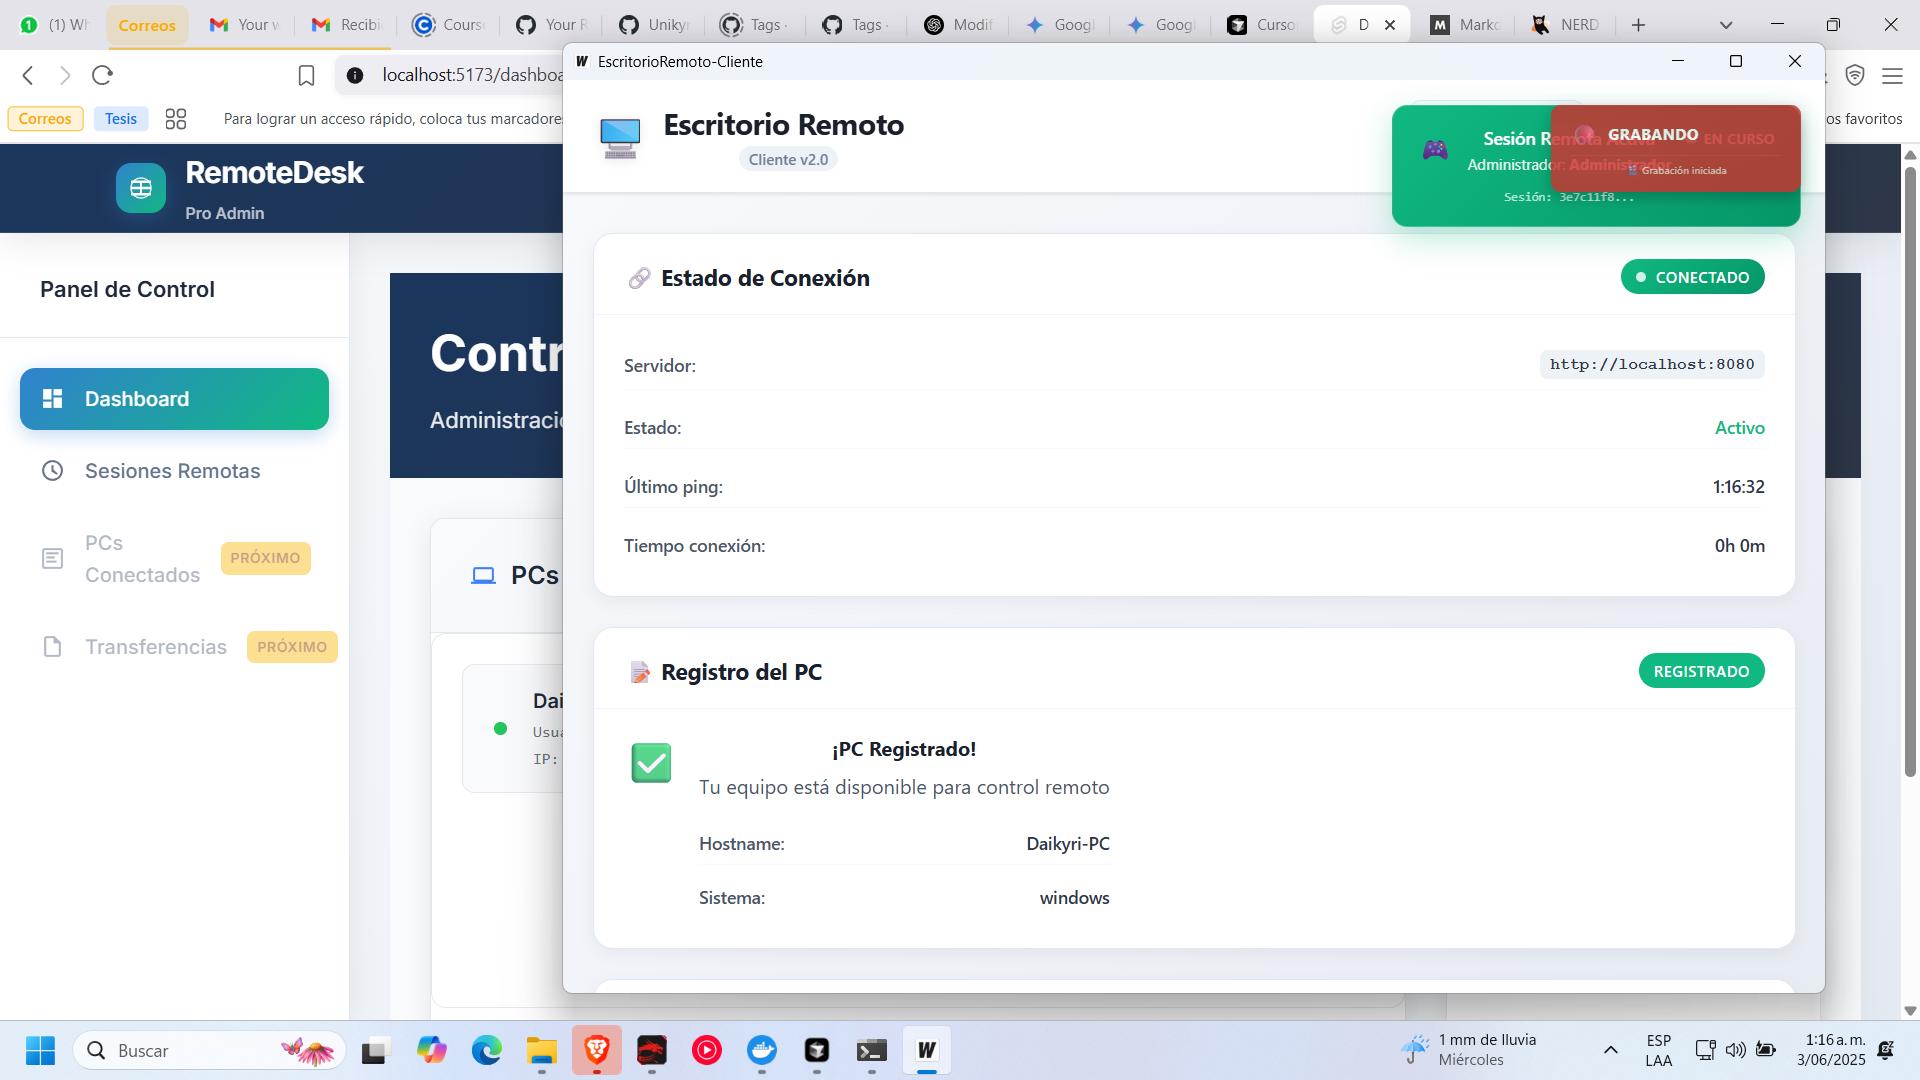 (1) Wh
Correos
Your w
Recibi
Cours
Your R
Uniky
Tags ·
Tags ·
Modif
Googl
Googl
Curso
D
Mark
NERD
localhost:5173/dashboa
Correos
Tesis
Para lograr un acceso rápido, coloca tus marcadores
os favoritos
RemoteDesk
Pro Admin
Panel de Control
Dashboard
Sesiones Remotas
PCs Conectados
PRÓXIMO
Transferencias
PRÓXIMO
Contr
Administraci
PCs
Dai
Usua
IP:
EscritorioRemoto-Cliente
Escritorio Remoto
Cliente v2.0
Sesión Remota Activa
Administrador: Administrador
Sesión: 3e7c11f8...
GRABANDO
EN CURSO
Grabación iniciada
Estado de Conexión
CONECTADO
Servidor:
http://localhost:8080
Estado:
Activo
Último ping:
1:16:32
Tiempo conexión:
0h 0m
Registro del PC
REGISTRADO
¡PC Registrado!
Tu equipo está disponible para control remoto
Hostname:
Daikyri-PC
Sistema:
windows
Buscar
1 mm de lluvia
Miércoles
ESP
LAA
1:16 a. m.
3/06/2025